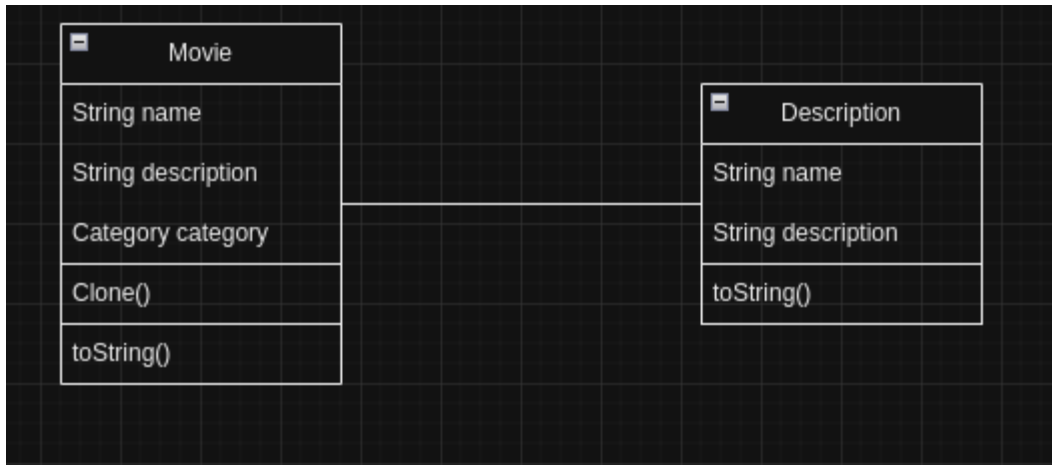 Movie
String name
String description
Category category
Clone()
toString()
Description
String name
String description
toString()